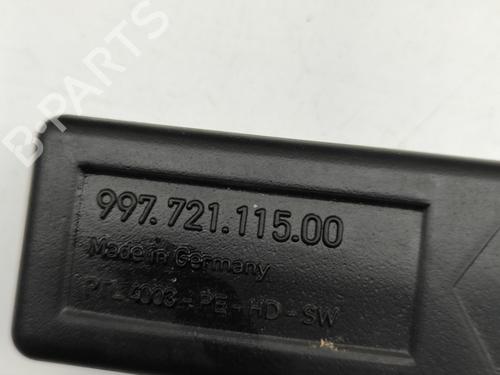 B-PARTS
997.721.115.00
Made in Germany
4003 - PE - HD - SW